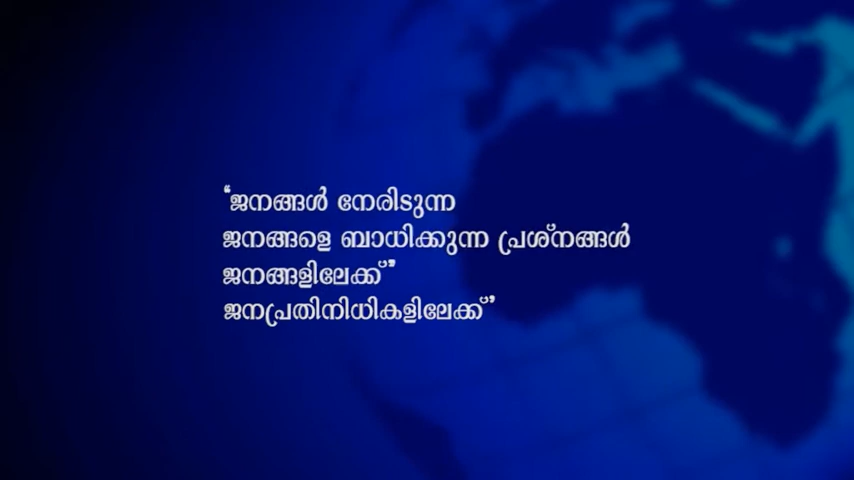 “ജനങ്ങൾ നേരിടുന്ന
ജനങ്ങളെ ബാധിക്കുന്ന പ്രശ്നങ്ങൾ
ജനങ്ങളിലേക്ക്”
ജനപ്രതിനിധികളിലേക്ക്’